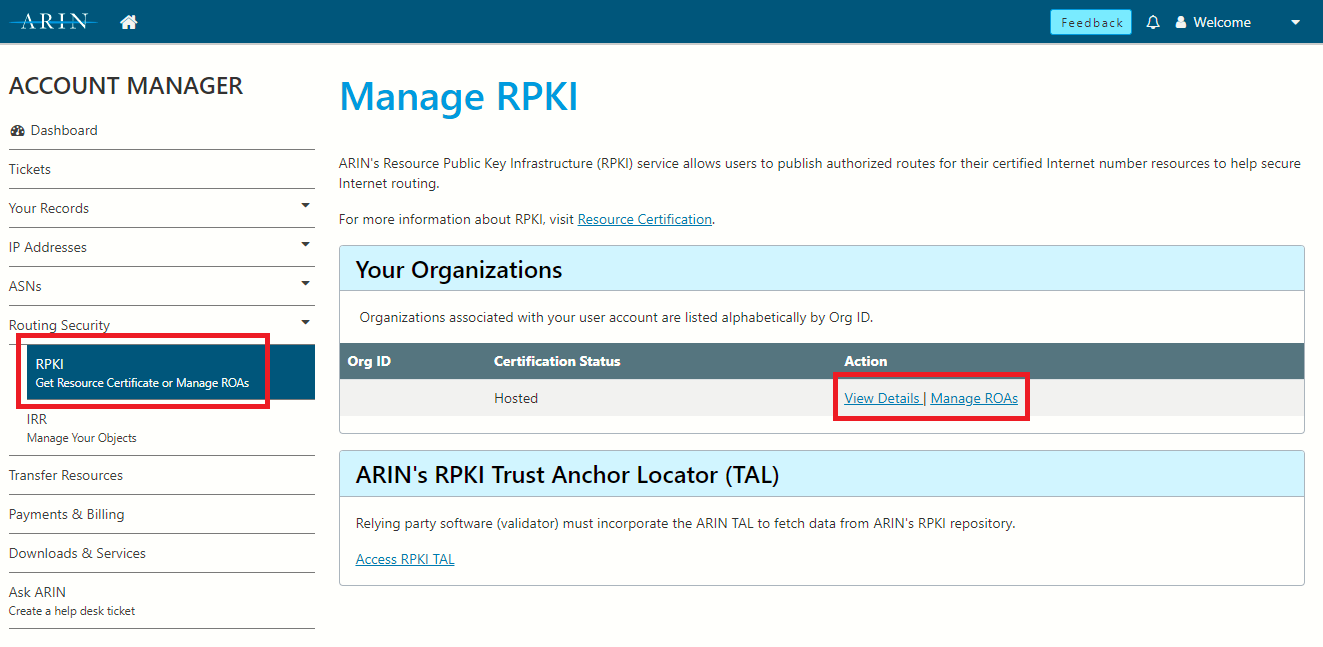 ARIN
Feedback
Welcome
ACCOUNT MANAGER
Dashboard
Tickets
Your Records
IP Addresses
ASNs
Routing Security
RPKI
Get Resource Certificate or Manage ROAs
IRR
Manage Your Objects
Transfer Resources
Payments & Billing
Downloads & Services
Ask ARIN
Create a help desk ticket
Manage RPKI
ARIN's Resource Public Key Infrastructure (RPKI) service allows users to publish authorized routes for their certified Internet number resources to help secure
Internet routing.
For more information about RPKI, visit Resource Certification.
Your Organizations
Organizations associated with your user account are listed alphabetically by Org ID.
Org ID Certification Status Action
Hosted View Details | Manage ROAs
ARIN's RPKI Trust Anchor Locator (TAL)
Relying party software (validator) must incorporate the ARIN TAL to fetch data from ARIN's RPKI repository.
Access RPKI TAL